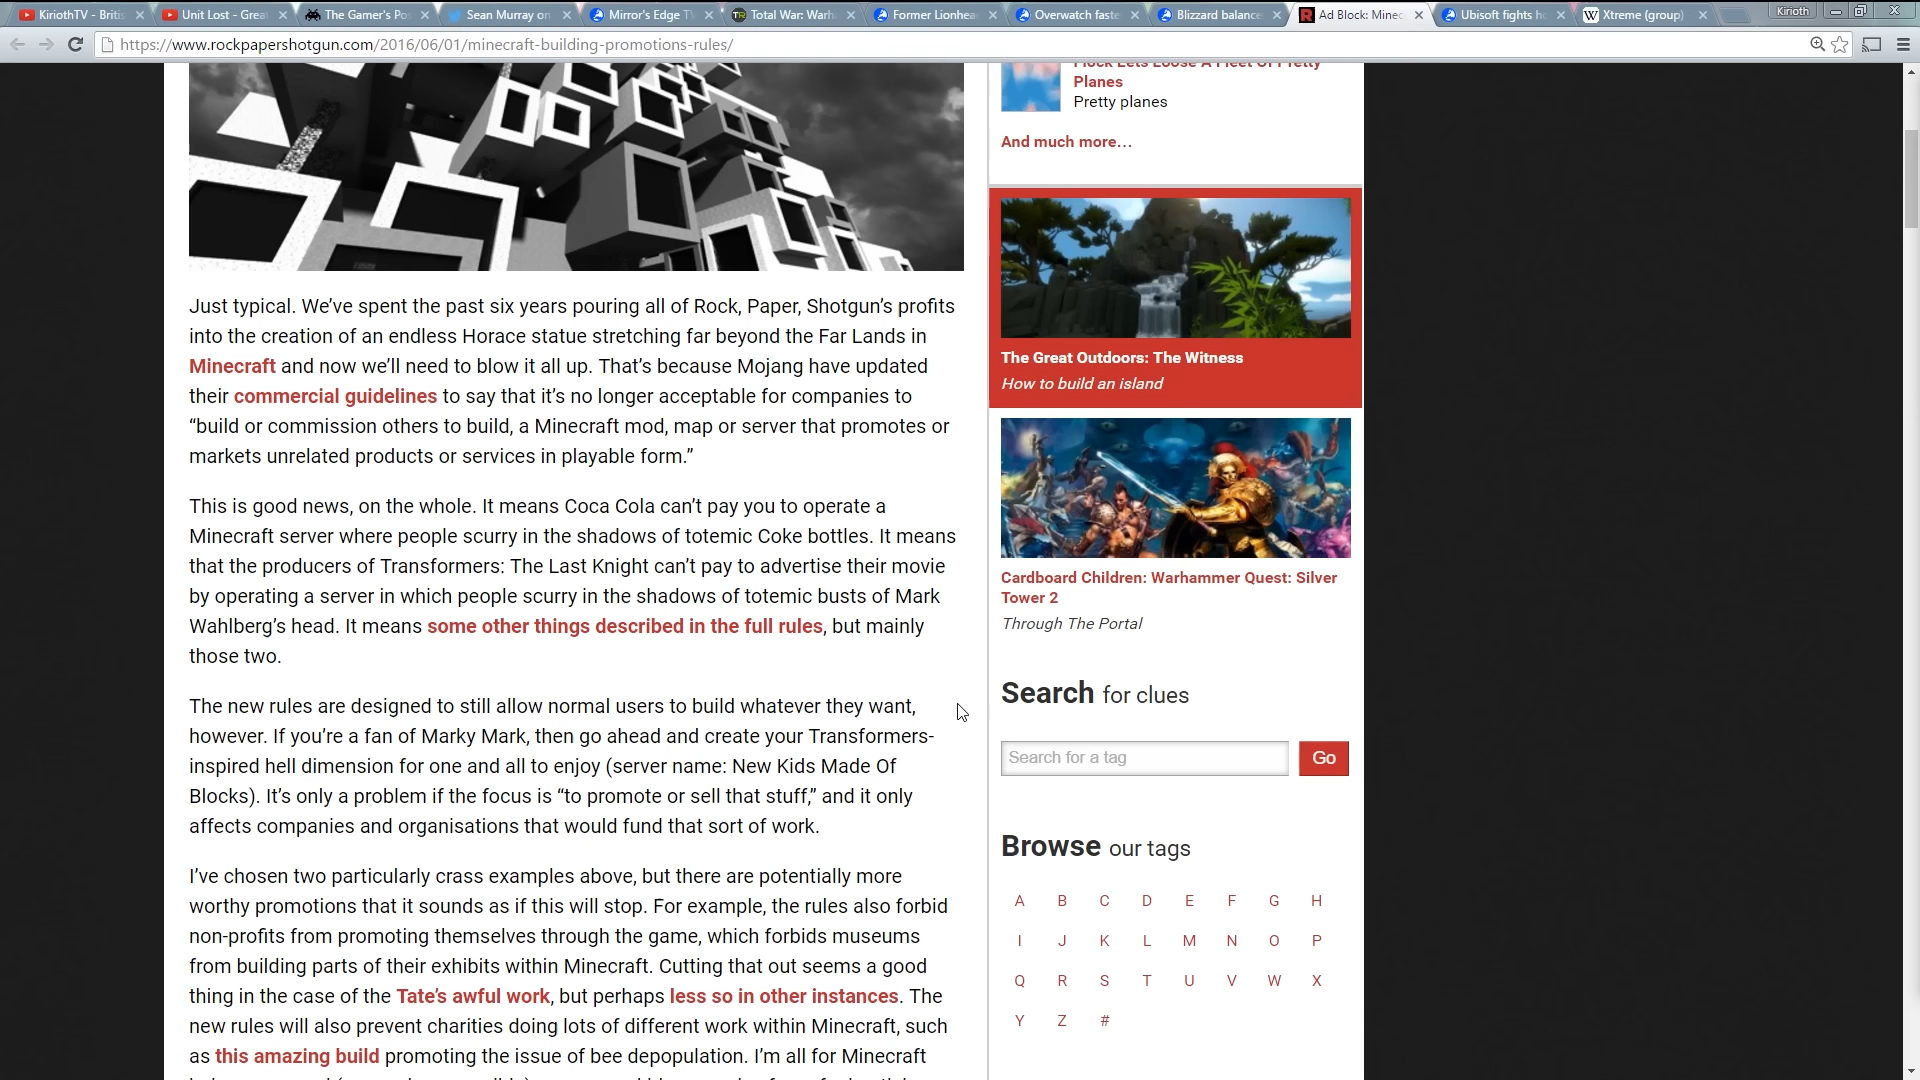 KiriothTV - Britis
Unit Lost - Great
The Gamer's Po
Sean Murray on
Mirror's Edge TV
Total War: Warh
Former Lionhea
Overwatch faste
Blizzard balance
Ad Block: Minec
Ubisoft fights h
Xtreme (group)
Kirioth
https://www.rockpapershotgun.com/2016/06/01/minecraft-building-promotions-rules/
Flock Lets Loose A Fleet Of Pretty
Planes
Pretty planes
And much more…
The Great Outdoors: The Witness
How to build an island
Just typical. We’ve spent the past six years pouring all of Rock, Paper, Shotgun’s profits
into the creation of an endless Horace statue stretching far beyond the Far Lands in
Minecraft and now we’ll need to blow it all up. That’s because Mojang have updated
their commercial guidelines to say that it’s no longer acceptable for companies to
“build or commission others to build, a Minecraft mod, map or server that promotes or
markets unrelated products or services in playable form.”
This is good news, on the whole. It means Coca Cola can’t pay you to operate a
Minecraft server where people scurry in the shadows of totemic Coke bottles. It means
that the producers of Transformers: The Last Knight can’t pay to advertise their movie
by operating a server in which people scurry in the shadows of totemic busts of Mark
Wahlberg’s head. It means some other things described in the full rules, but mainly
those two.
The new rules are designed to still allow normal users to build whatever they want,
however. If you’re a fan of Marky Mark, then go ahead and create your Transformers-
inspired hell dimension for one and all to enjoy (server name: New Kids Made Of
Blocks). It’s only a problem if the focus is “to promote or sell that stuff,” and it only
affects companies and organisations that would fund that sort of work.
I’ve chosen two particularly crass examples above, but there are potentially more
worthy promotions that it sounds as if this will stop. For example, the rules also forbid
non-profits from promoting themselves through the game, which forbids museums
from building parts of their exhibits within Minecraft. Cutting that out seems a good
thing in the case of the Tate’s awful work, but perhaps less so in other instances. The
new rules will also prevent charities doing lots of different work within Minecraft, such
as this amazing build promoting the issue of bee depopulation. I’m all for Minecraft
Cardboard Children: Warhammer Quest: Silver
Tower 2
Through The Portal
Search for clues
Search for a tag
Go
Browse our tags
A B C D E F G H
I J K L M N O P
Q R S T U V W X
Y Z #